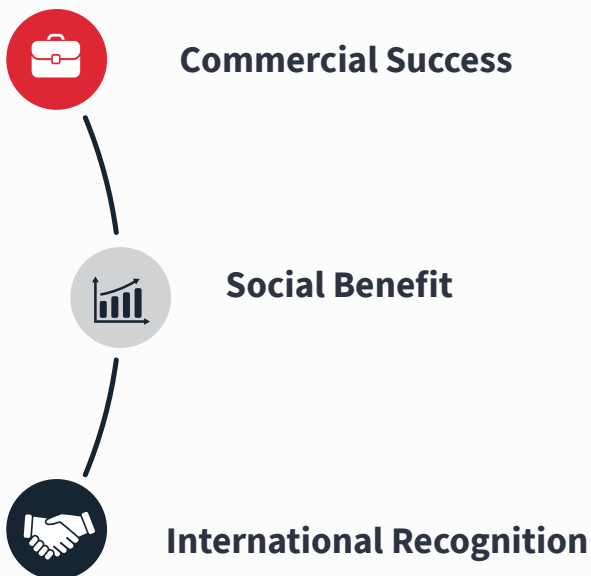 Commercial Success
Social Benefit
International Recognition